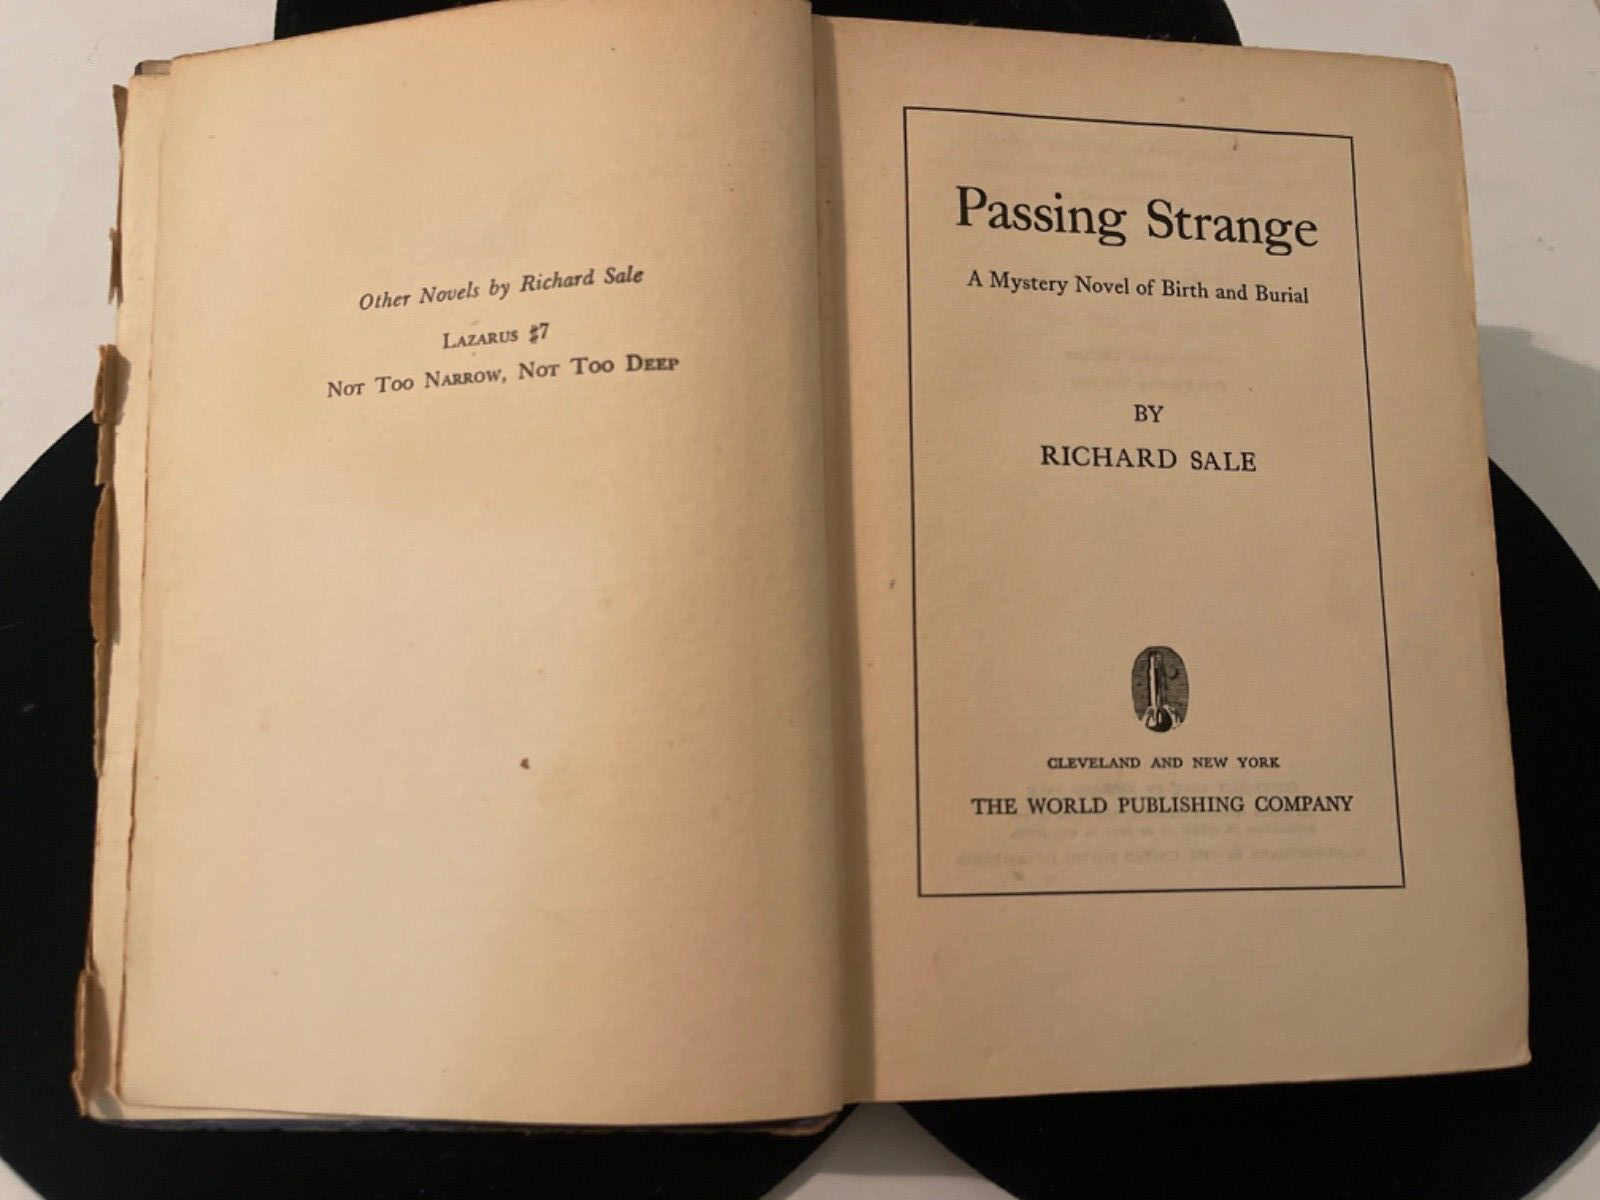 Other Novels by Richard Sale
LAZARUS #7
NOT TOO NARROW, NOT TOO DEEP
Passing Strange
A Mystery Novel of Birth and Burial
BY
RICHARD SALE
CLEVELAND AND NEW YORK
THE WORLD PUBLISHING COMPANY